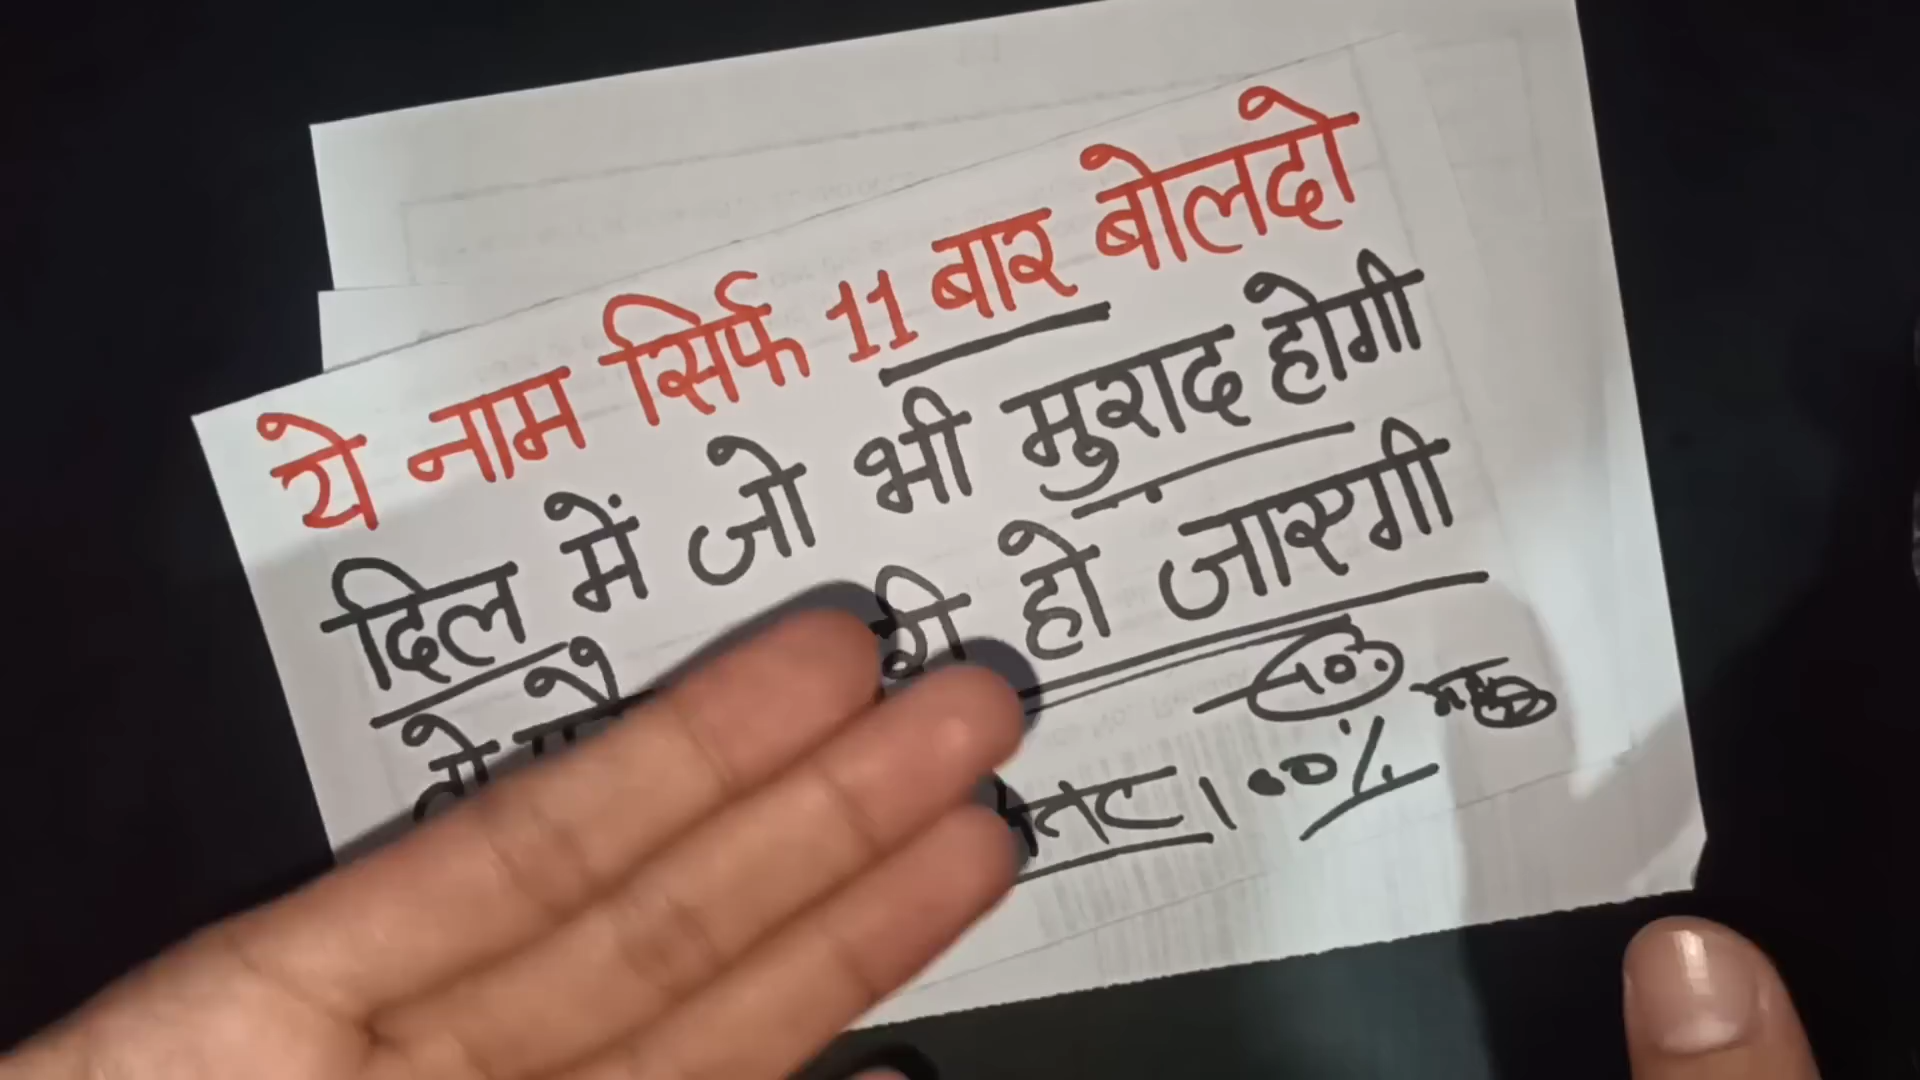 ये नाम सिर्फ 11 बार बोलदो
दिल में जो भी मुराद होगी
हो जाएगी
100%